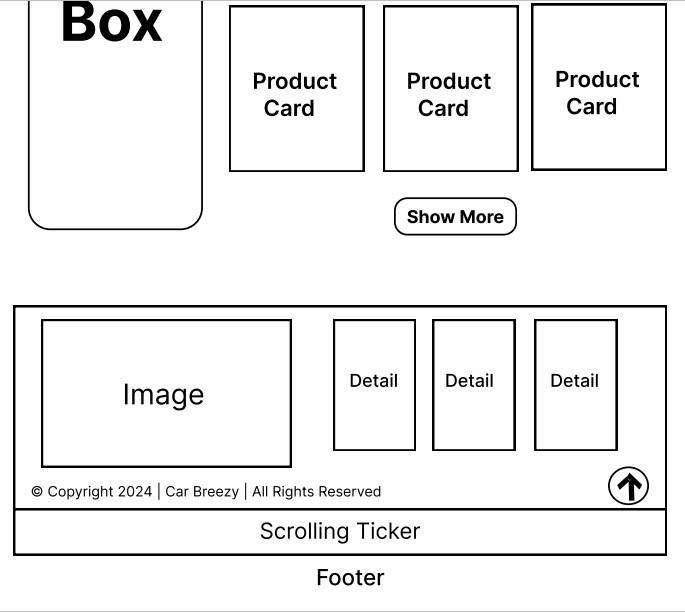 Box
Product
Card
Product
Card
Product
Card
Show More
Image
Detail
Detail
Detail
© Copyright 2024 | Car Breezy | All Rights Reserved
Scrolling Ticker
Footer